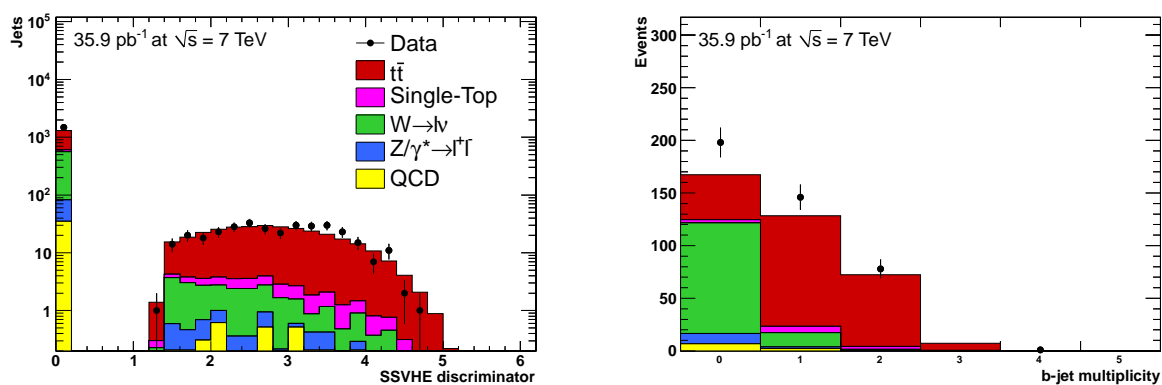 35.9 pb⁻¹ at √s = 7 TeV
Jets
10⁵
10⁴
10³
10²
10
1
0 1 2 3 4 5 6
SSVHE discriminator
Data
tt̄
Single-Top
W→lν
Z/γ*→l⁺l⁻
QCD
35.9 pb⁻¹ at √s = 7 TeV
Events
300
250
200
150
100
50
0
0 1 2 3 4 5
b-jet multiplicity